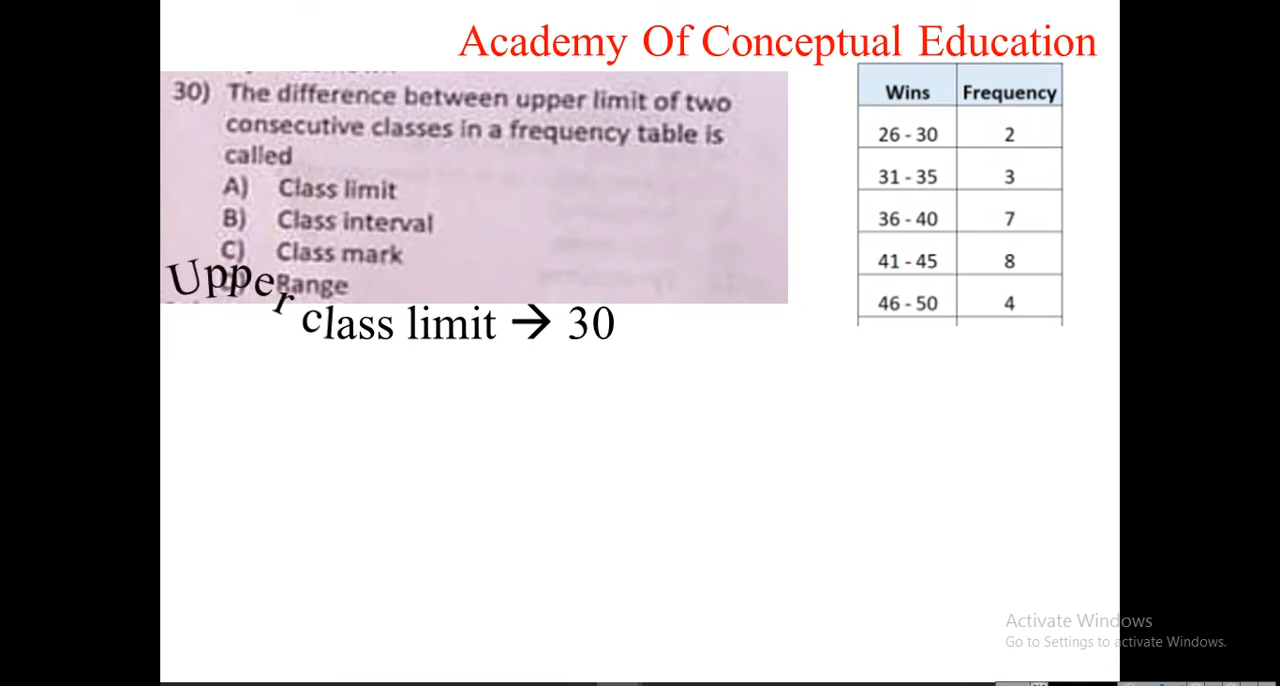 Academy Of Conceptual Education
30) The difference between upper limit of two
consecutive classes in a frequency table is
called
A) Class limit
B) Class interval
C) Class mark
Range
Upper class limit → 30
Wins Frequency
26 - 30 2
31 - 35 3
36 - 40 7
41 - 45 8
46 - 50 4
Activate Windows
Go to Settings to activate Windows.